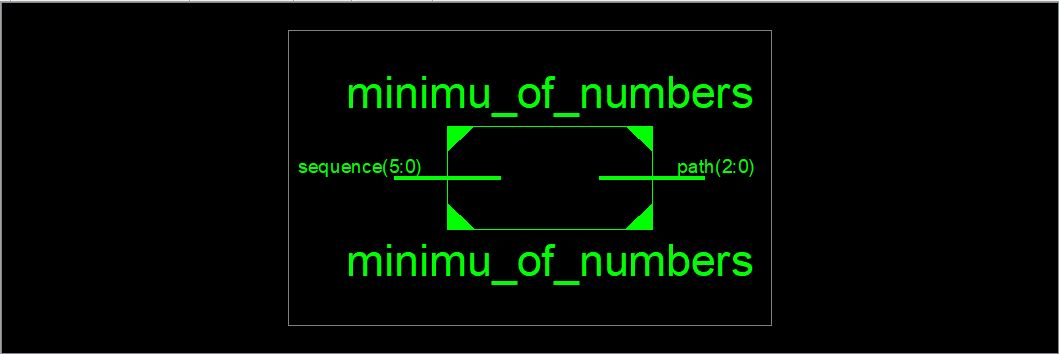 minimu_of_numbers
sequence(5:0)
path(2:0)
minimu_of_numbers